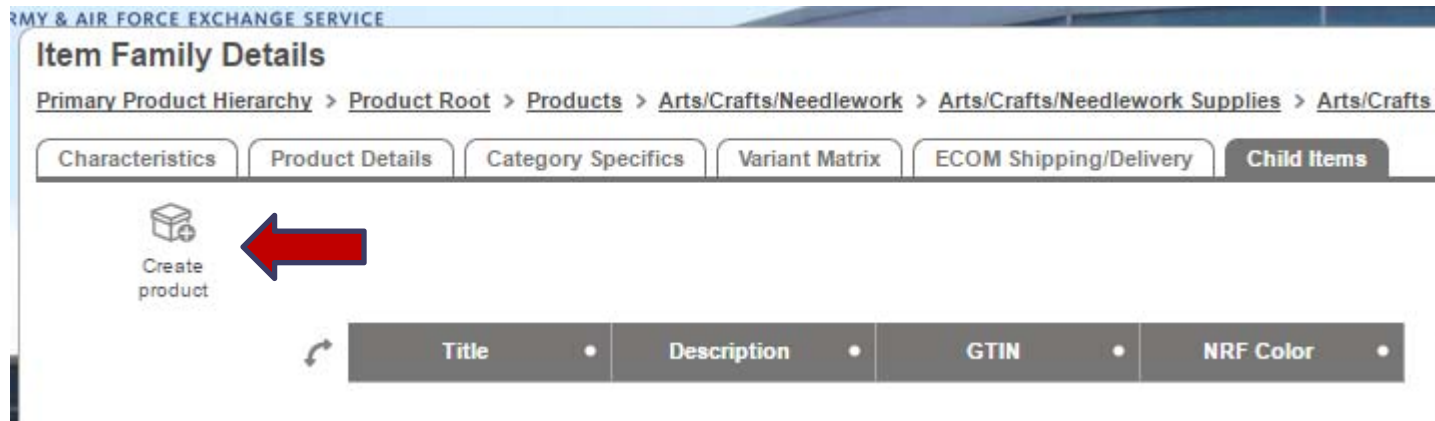 ARMY & AIR FORCE EXCHANGE SERVICE
Item Family Details
Primary Product Hierarchy > Product Root > Products > Arts/Crafts/Needlework > Arts/Crafts/Needlework Supplies > Arts/Crafts
Characteristics Product Details Category Specifics Variant Matrix ECOM Shipping/Delivery Child Items
Create
product
Title Description GTIN NRF Color